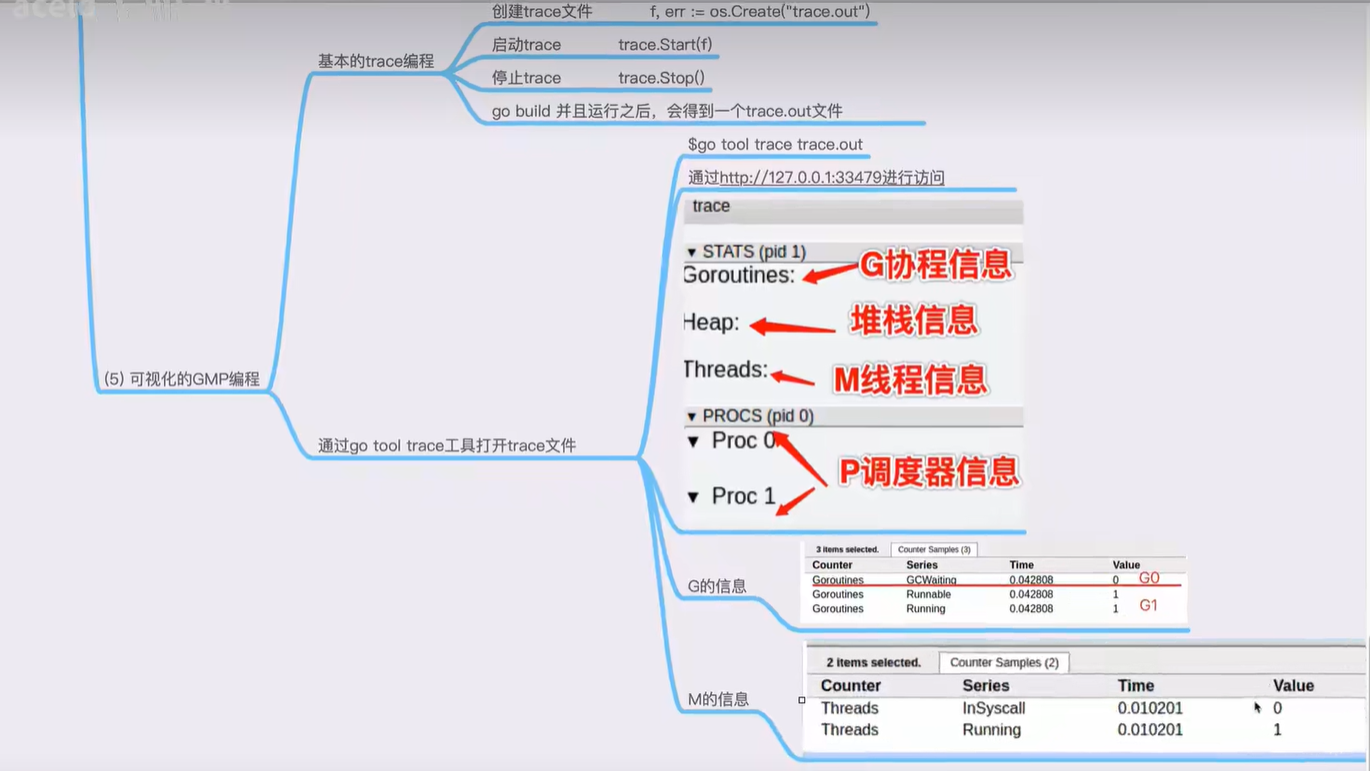 aceld
创建trace文件 f, err := os.Create("trace.out")
启动trace trace.Start(f)
基本的trace编程
停止trace trace.Stop()
go build 并且运行之后，会得到一个trace.out文件
$go tool trace trace.out
通过http://127.0.0.1:33479进行访问
trace
▼ STATS (pid 1)
Goroutines: G协程信息
Heap: 堆栈信息
Threads: M线程信息
▼ PROCS (pid 0)
▼ Proc 0
P调度器信息
▼ Proc 1
(5) 可视化的GMP编程
通过go tool trace工具打开trace文件
G的信息
3 items selected. Counter Samples (3)
Counter Series Time Value
Goroutines GCWaiting 0.042808 0 G0
Goroutines Runnable 0.042808 1
Goroutines Running 0.042808 1 G1
M的信息
2 items selected. Counter Samples (2)
Counter Series Time Value
Threads InSyscall 0.010201 0
Threads Running 0.010201 1